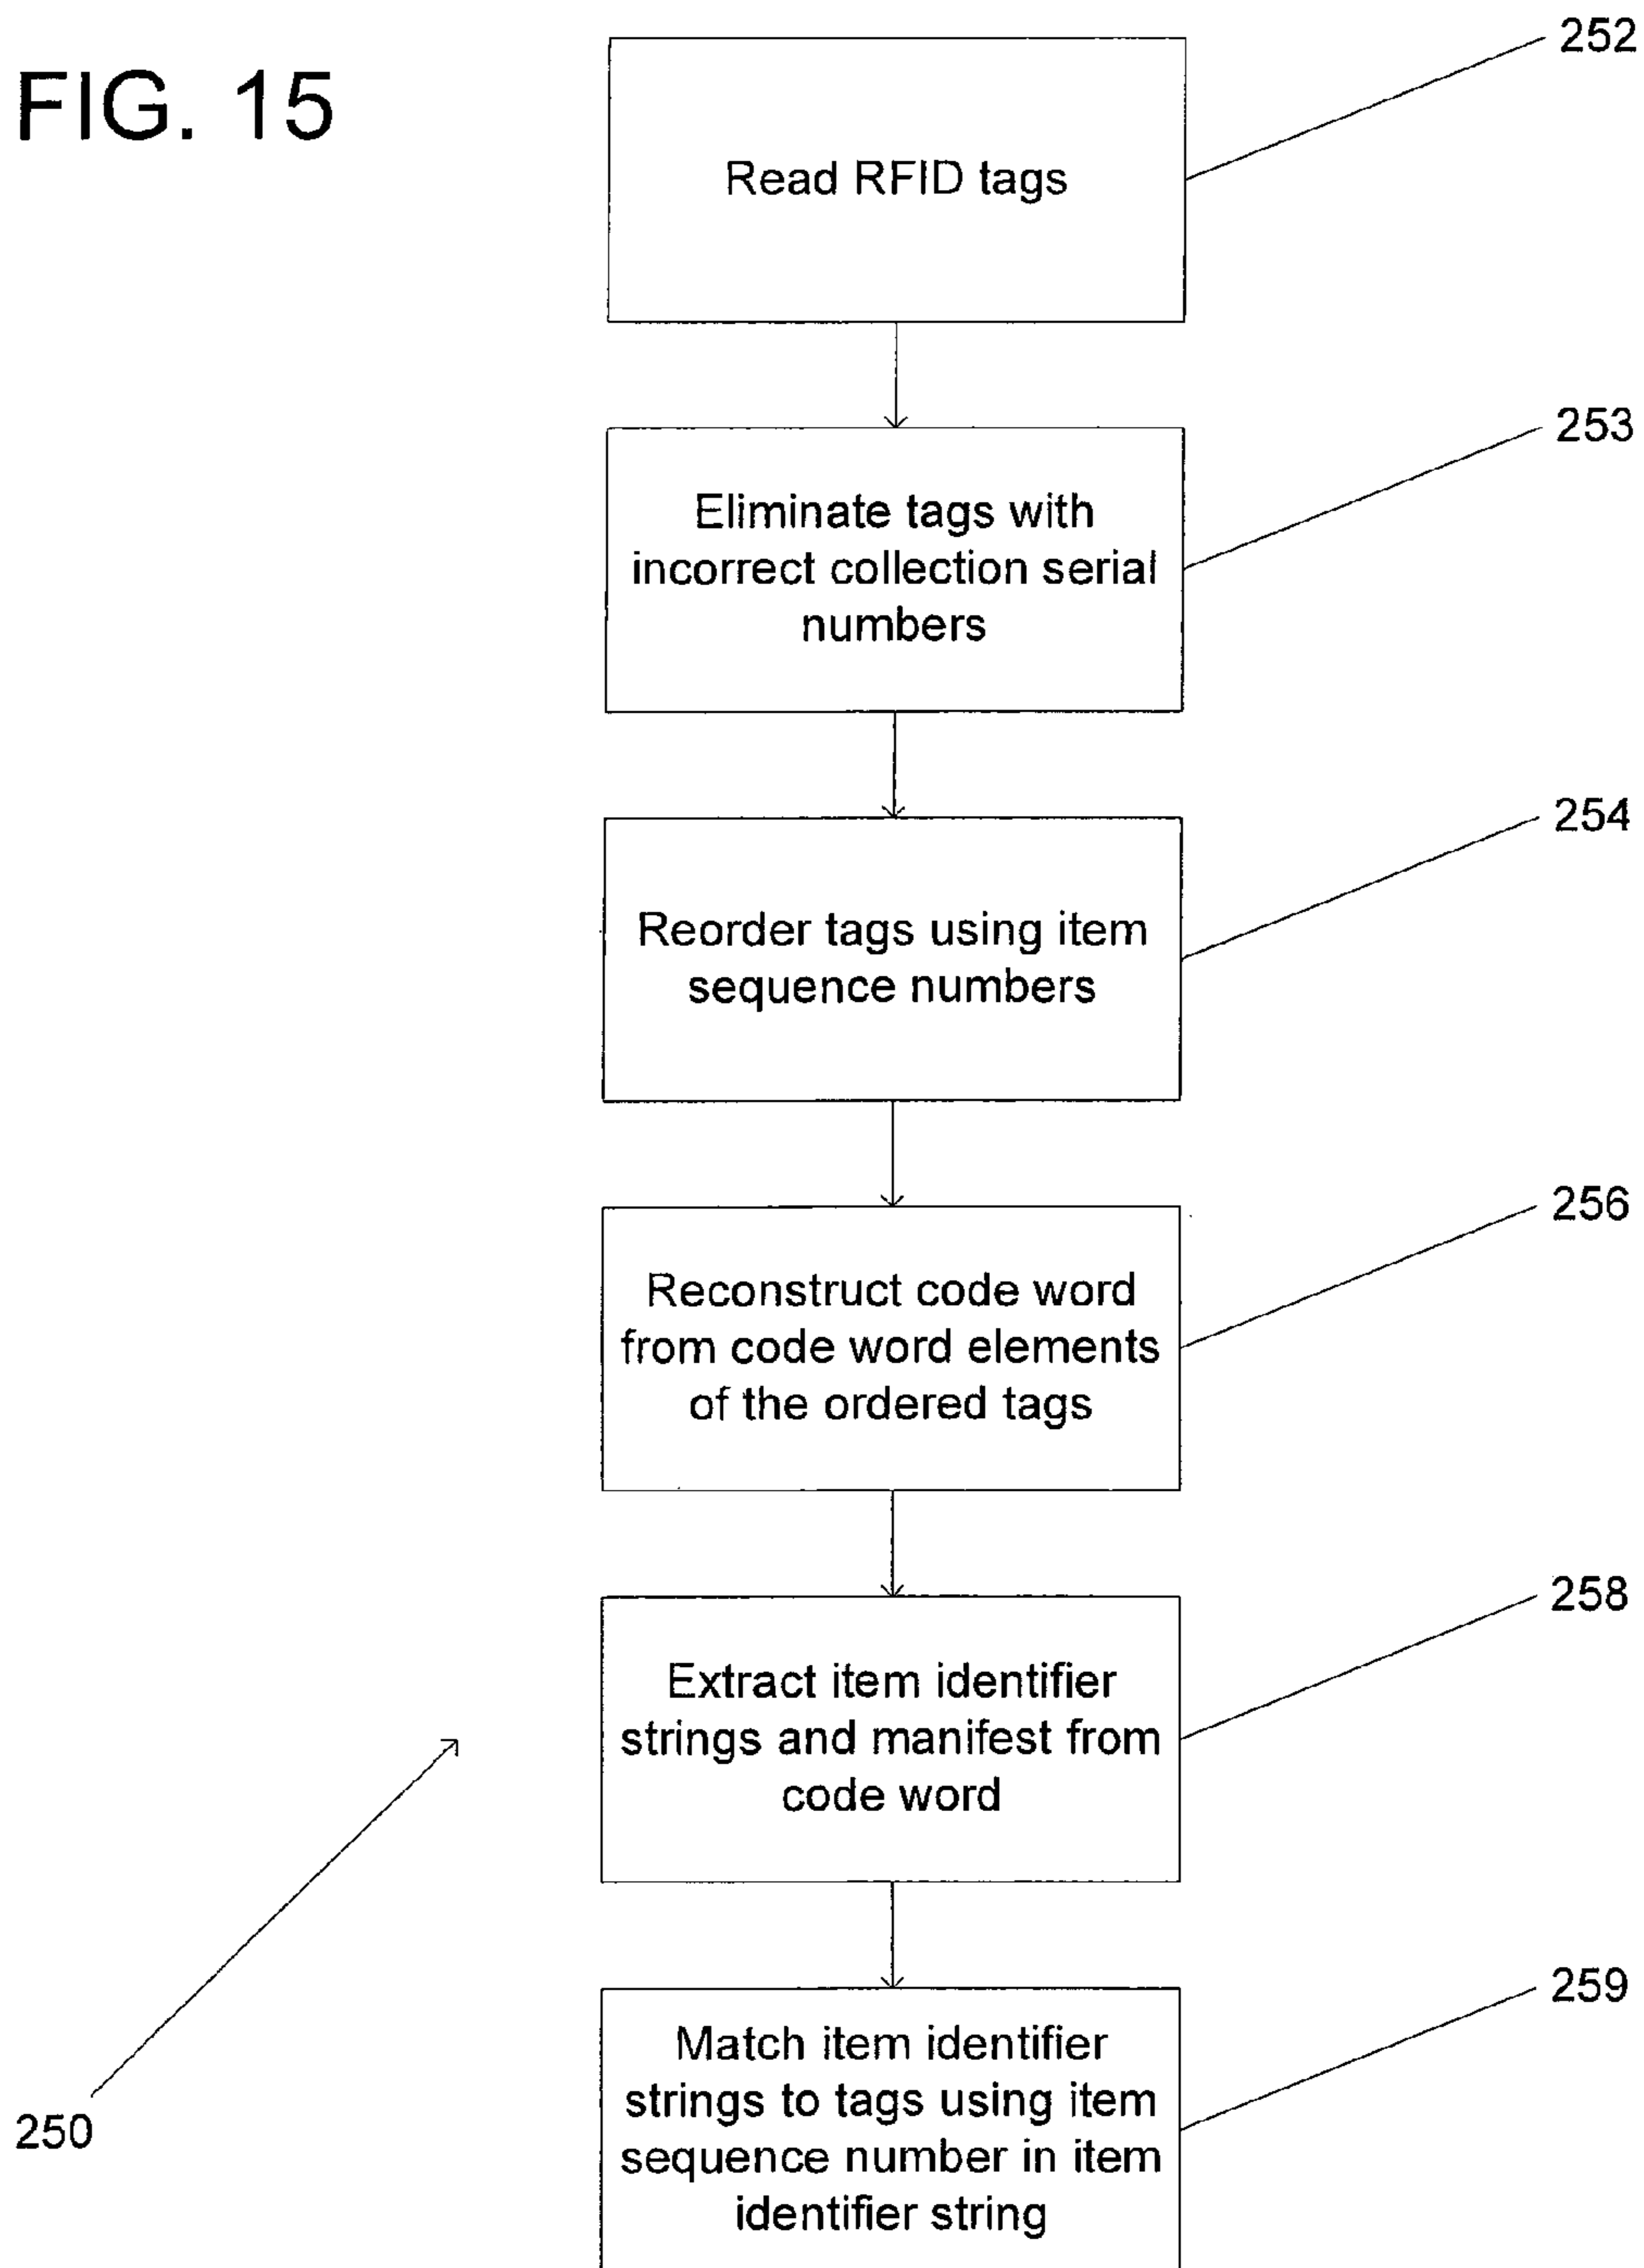 FIG. 15
252
Read RFID tags
253
Eliminate tags with
incorrect collection serial
numbers
254
Reorder tags using item
sequence numbers
256
Reconstruct code word
from code word elements
of the ordered tags
258
Extract item identifier
strings and manifest from
code word
259
Match item identifier
strings to tags using item
sequence number in item
identifier string
250